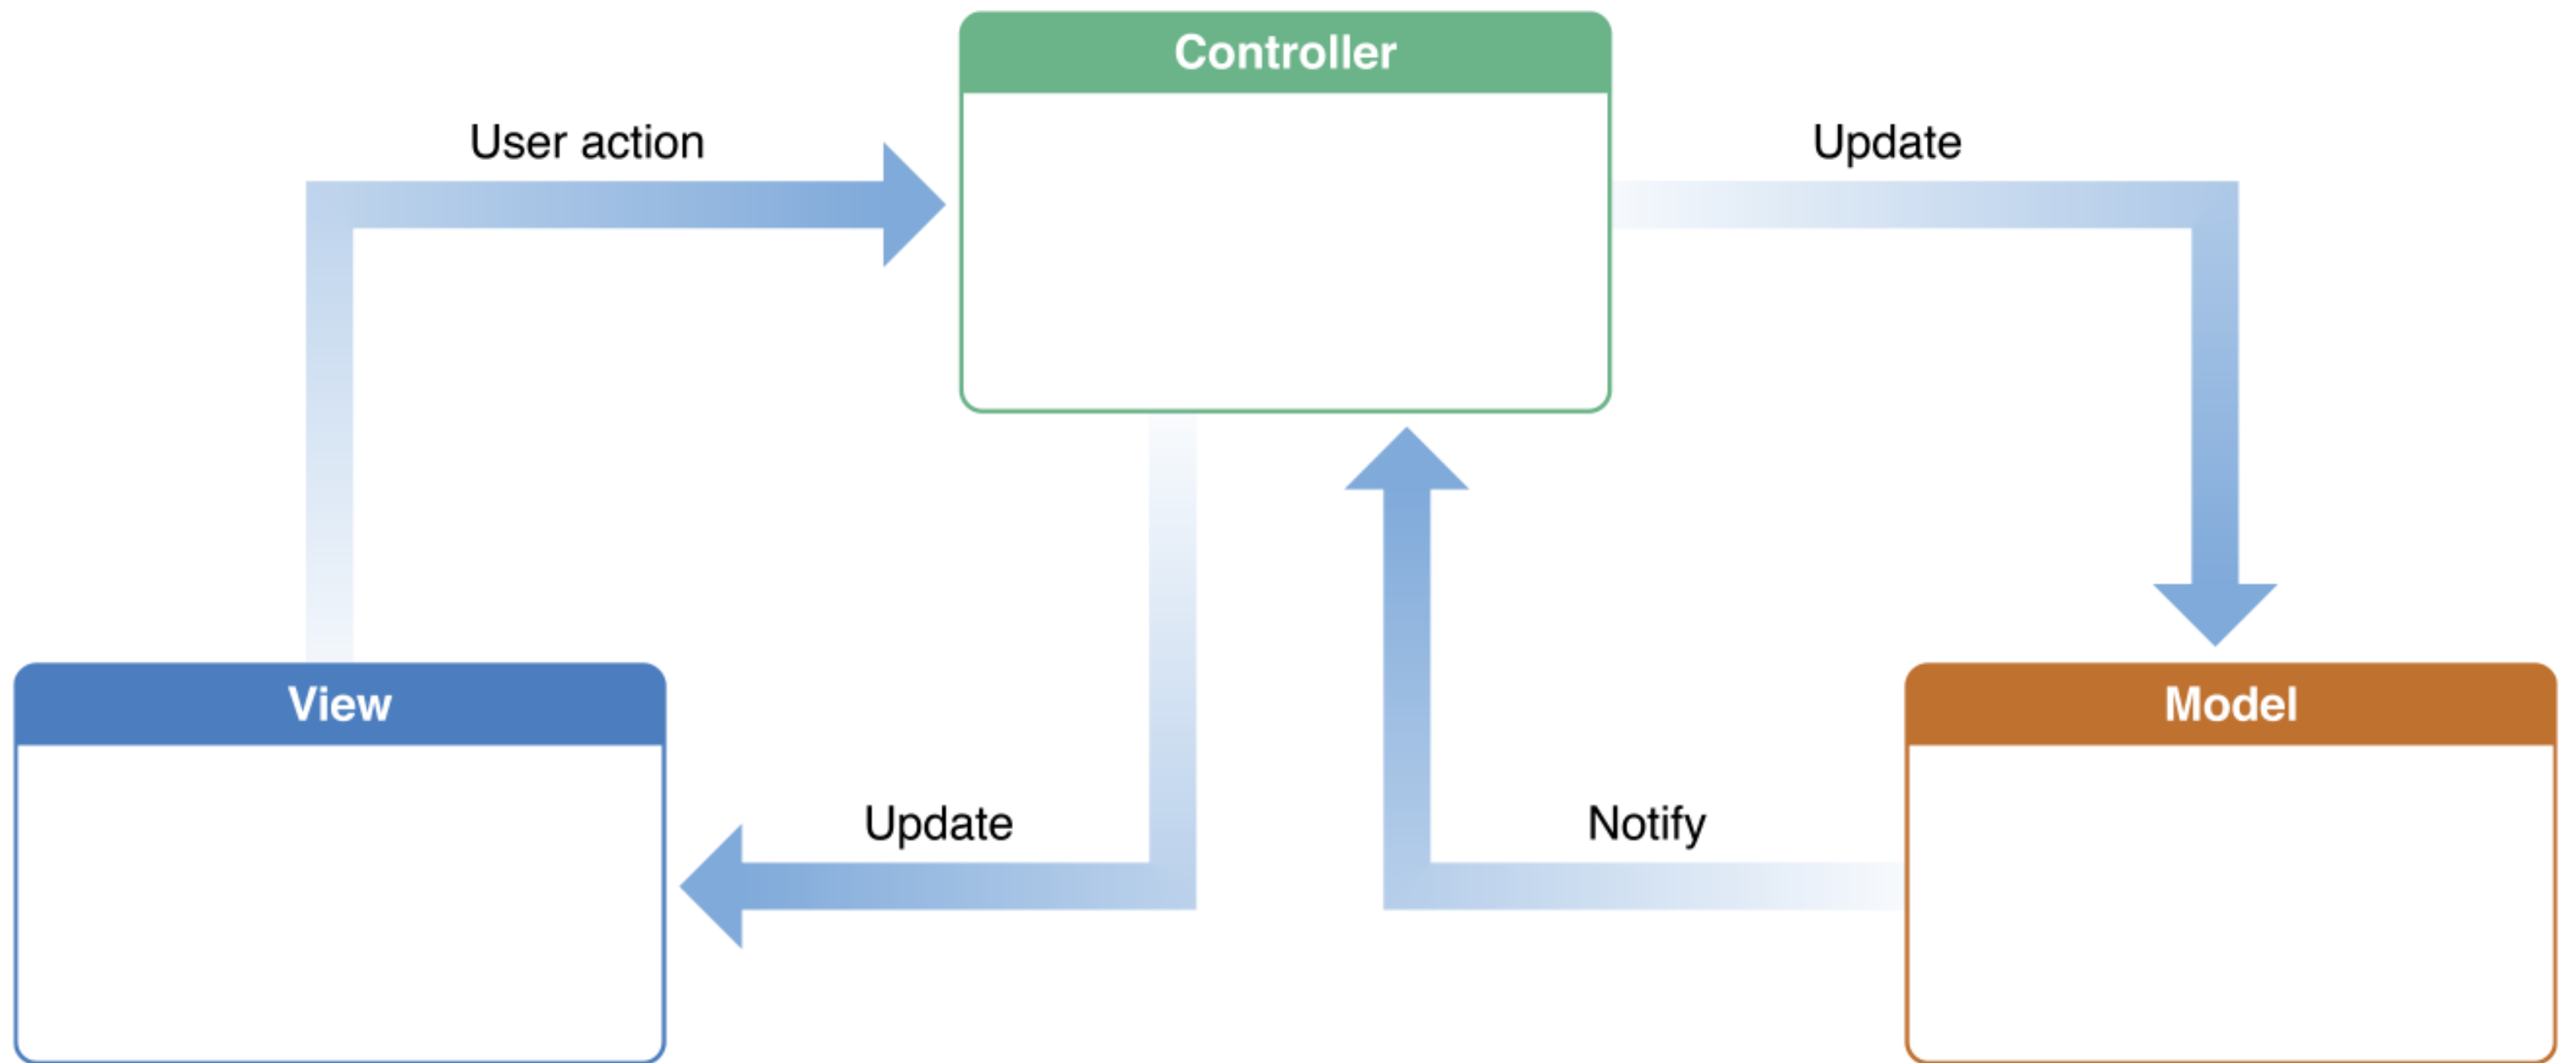 Controller
User action
Update
View
Model
Update
Notify